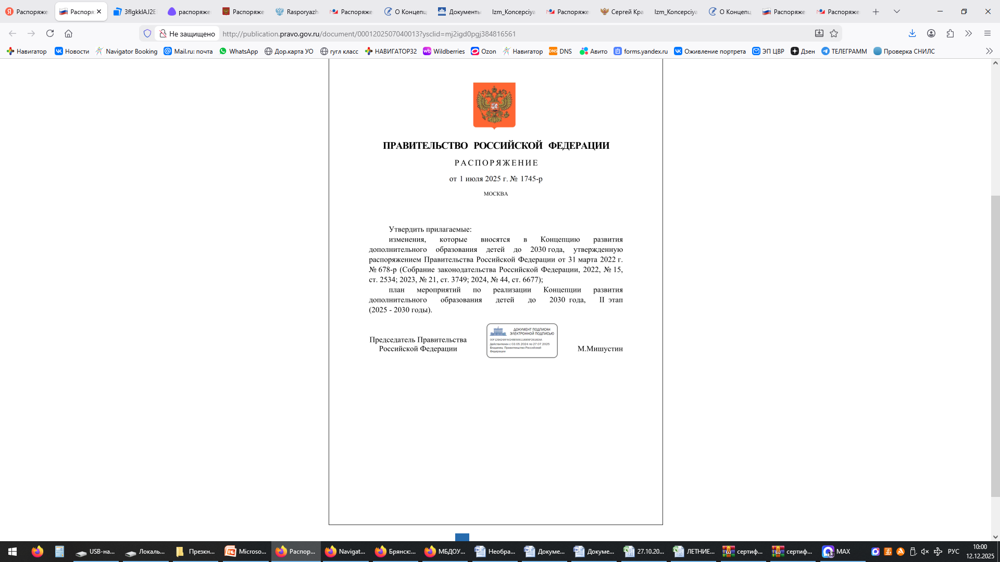 Распоряже
Распоря
3flgkklAJ2E
распоряже
Распоряже
Rasporyazh
Распоряже
О Концепц
Документы
Izm_Koncepciya
Распоряже
Сергей Кра
Izm_Koncepciya
О Концепц
Распоряже
Распоряже
Не защищено
http://publication.pravo.gov.ru/document/0001202507040013?ysclid=mj2igd0pgj384816561
Навигатор
Новости
Navigator Booking
Mail.ru: почта
WhatsApp
Дор.карта УО
гугл класс
НАВИГАТОР32
Wildberries
Ozon
Навигатор
DNS
Авито
forms.yandex.ru
Оживление портрета
ЭП ЦВР
Дзен
ТЕЛЕГРАММ
Проверка СНИЛС
ПРАВИТЕЛЬСТВО РОССИЙСКОЙ ФЕДЕРАЦИИ
РАСПОРЯЖЕНИЕ
от 1 июля 2025 г. № 1745-р
МОСКВА
Утвердить прилагаемые:
изменения, которые вносятся в Концепцию развития
дополнительного образования детей до 2030 года, утвержденную
распоряжением Правительства Российской Федерации от 31 марта 2022 г.
№ 678-р (Собрание законодательства Российской Федерации, 2022, № 15,
ст. 2534; 2023, № 21, ст. 3749; 2024, № 44, ст. 6677);
план мероприятий по реализации Концепции развития
дополнительного образования детей до 2030 года, II этап
(2025 - 2030 годы).
ДОКУМЕНТ ПОДПИСАН
ЭЛЕКТРОННОЙ ПОДПИСЬЮ
Действителен с 03.05.2024 по 27.07.2025
Владелец: Правительство Российской
Федерации
Председатель Правительства
Российской Федерации
М.Мишустин
USB-на...
Локаль...
Презкн...
Microso...
Распор...
Navigat...
Брянск:...
МБДОУ...
Необра...
Докуме...
Докуме...
27.10.20...
ЛЕТНИЕ...
сертиф...
сертиф...
MAX
РУС
10:00
12.12.2025